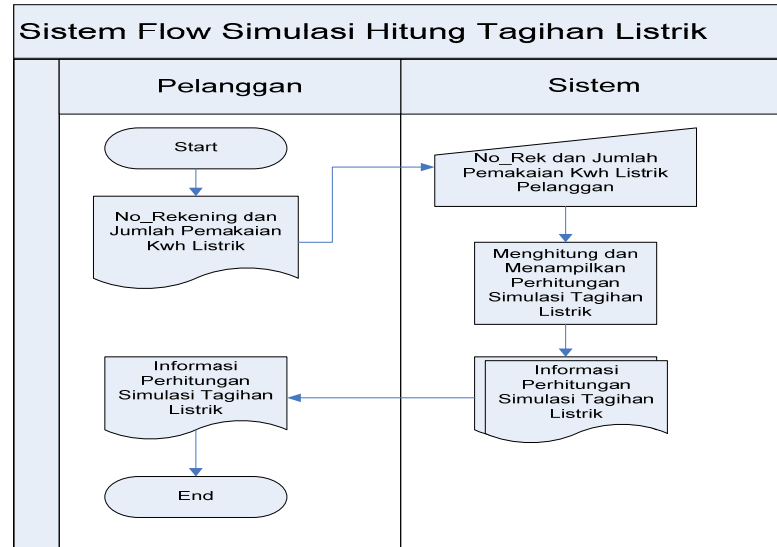 Sistem Flow Simulasi Hitung Tagihan Listrik
Pelanggan
Sistem
Start
No_Rekening dan
Jumlah Pemakaian
Kwh Listrik
No_Rek dan Jumlah
Pemakaian Kwh Listrik
Pelanggan
Menghitung dan
Menampilkan
Perhitungan
Simulasi Tagihan
Listrik
Informasi
Perhitungan
Simulasi Tagihan
Listrik
Informasi
Perhitungan
Simulasi Tagihan
Listrik
End